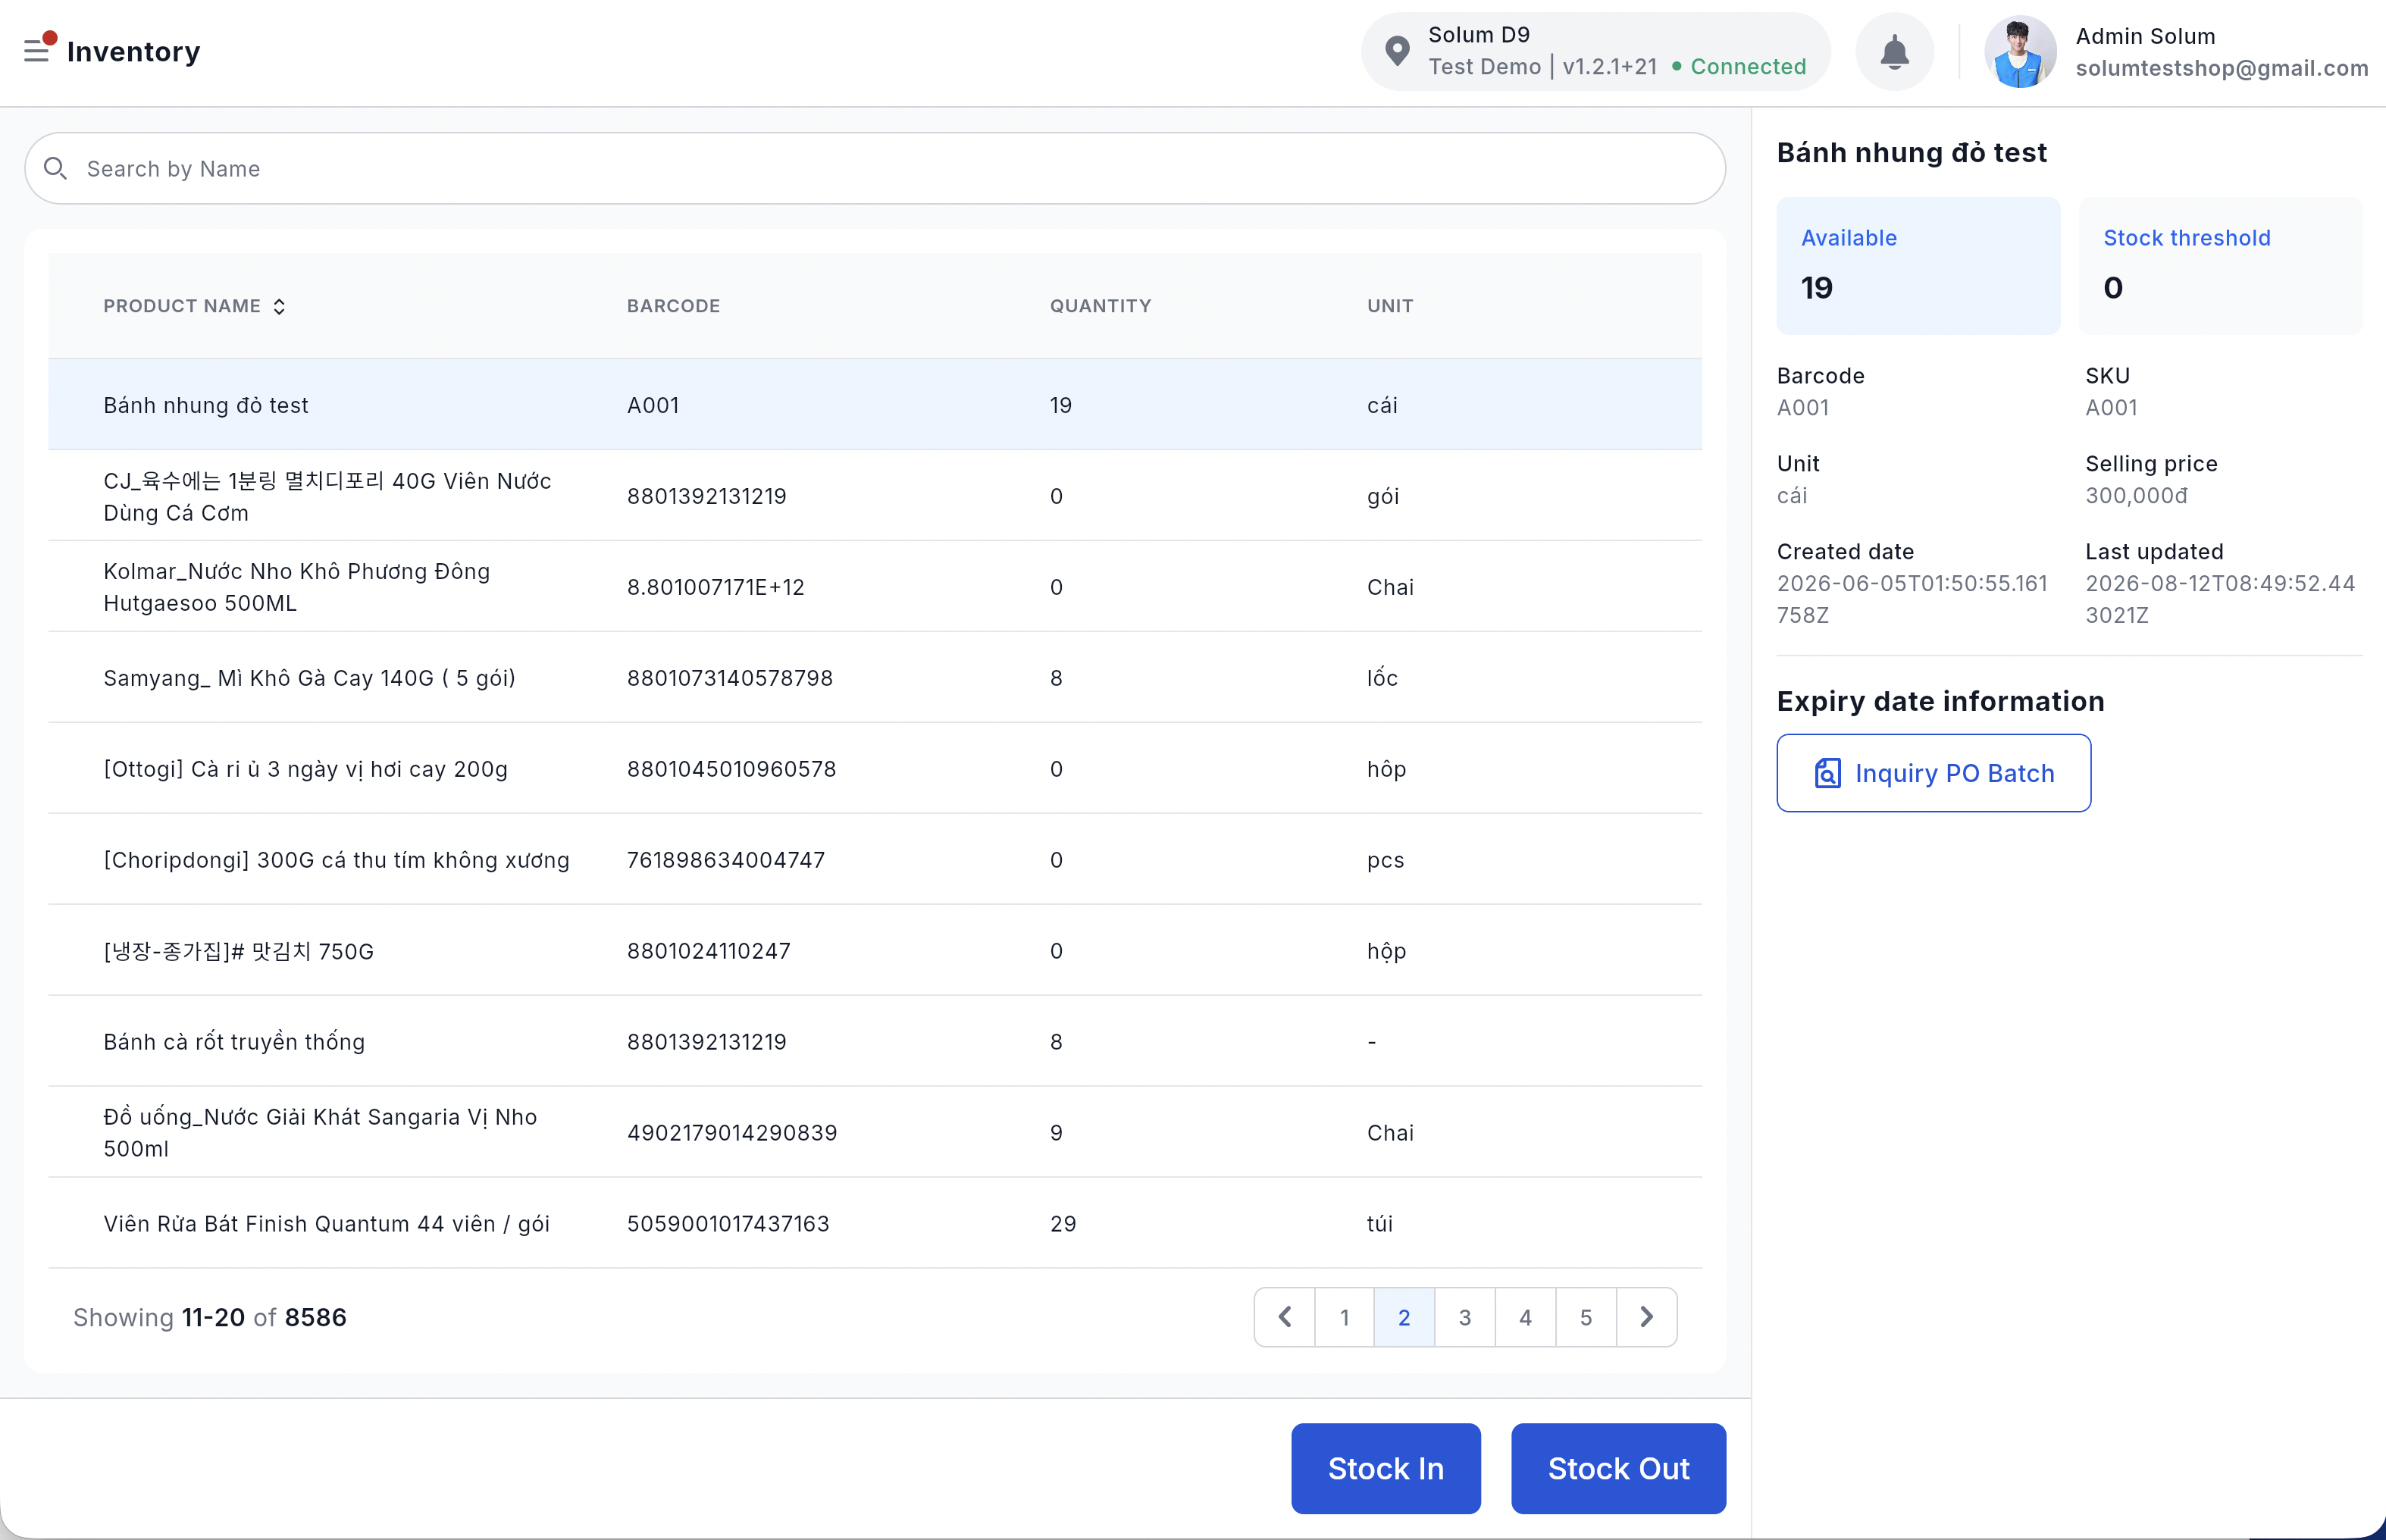 Inventory
Solum D9
Test Demo | v1.2.1+21 • Connected
Admin Solum
solumtestshop@gmail.com
Search by Name
PRODUCT NAME BARCODE QUANTITY UNIT
Bánh nhung đỏ test A001 19 cái
CJ_육수에는 1분링 멸치디포리 40G Viên Nước
Dùng Cá Cơm 8801392131219 0 gói
Kolmar_Nước Nho Khô Phương Đông
Hutgaesoo 500ML 8.801007171E+12 0 Chai
Samyang_ Mì Khô Gà Cay 140G ( 5 gói) 8801073140578798 8 lốc
[Ottogi] Cà ri ủ 3 ngày vị hơi cay 200g 8801045010960578 0 hôp
[Choripdongi] 300G cá thu tím không xương 761898634004747 0 pcs
[냉장-종가집]# 맛김치 750G 8801024110247 0 hộp
Bánh cà rốt truyền thống 8801392131219 8 -
Đồ uống_Nước Giải Khát Sangaria Vị Nho
500ml 4902179014290839 9 Chai
Viên Rửa Bát Finish Quantum 44 viên / gói 5059001017437163 29 túi
Showing 11-20 of 8586
1 2 3 4 5
Stock In Stock Out
Bánh nhung đỏ test
Available Stock threshold
19 0
Barcode SKU
A001 A001
Unit Selling price
cái 300,000đ
Created date Last updated
2026-06-05T01:50:55.161 2026-08-12T08:49:52.44
758Z 3021Z
Expiry date information
Inquiry PO Batch